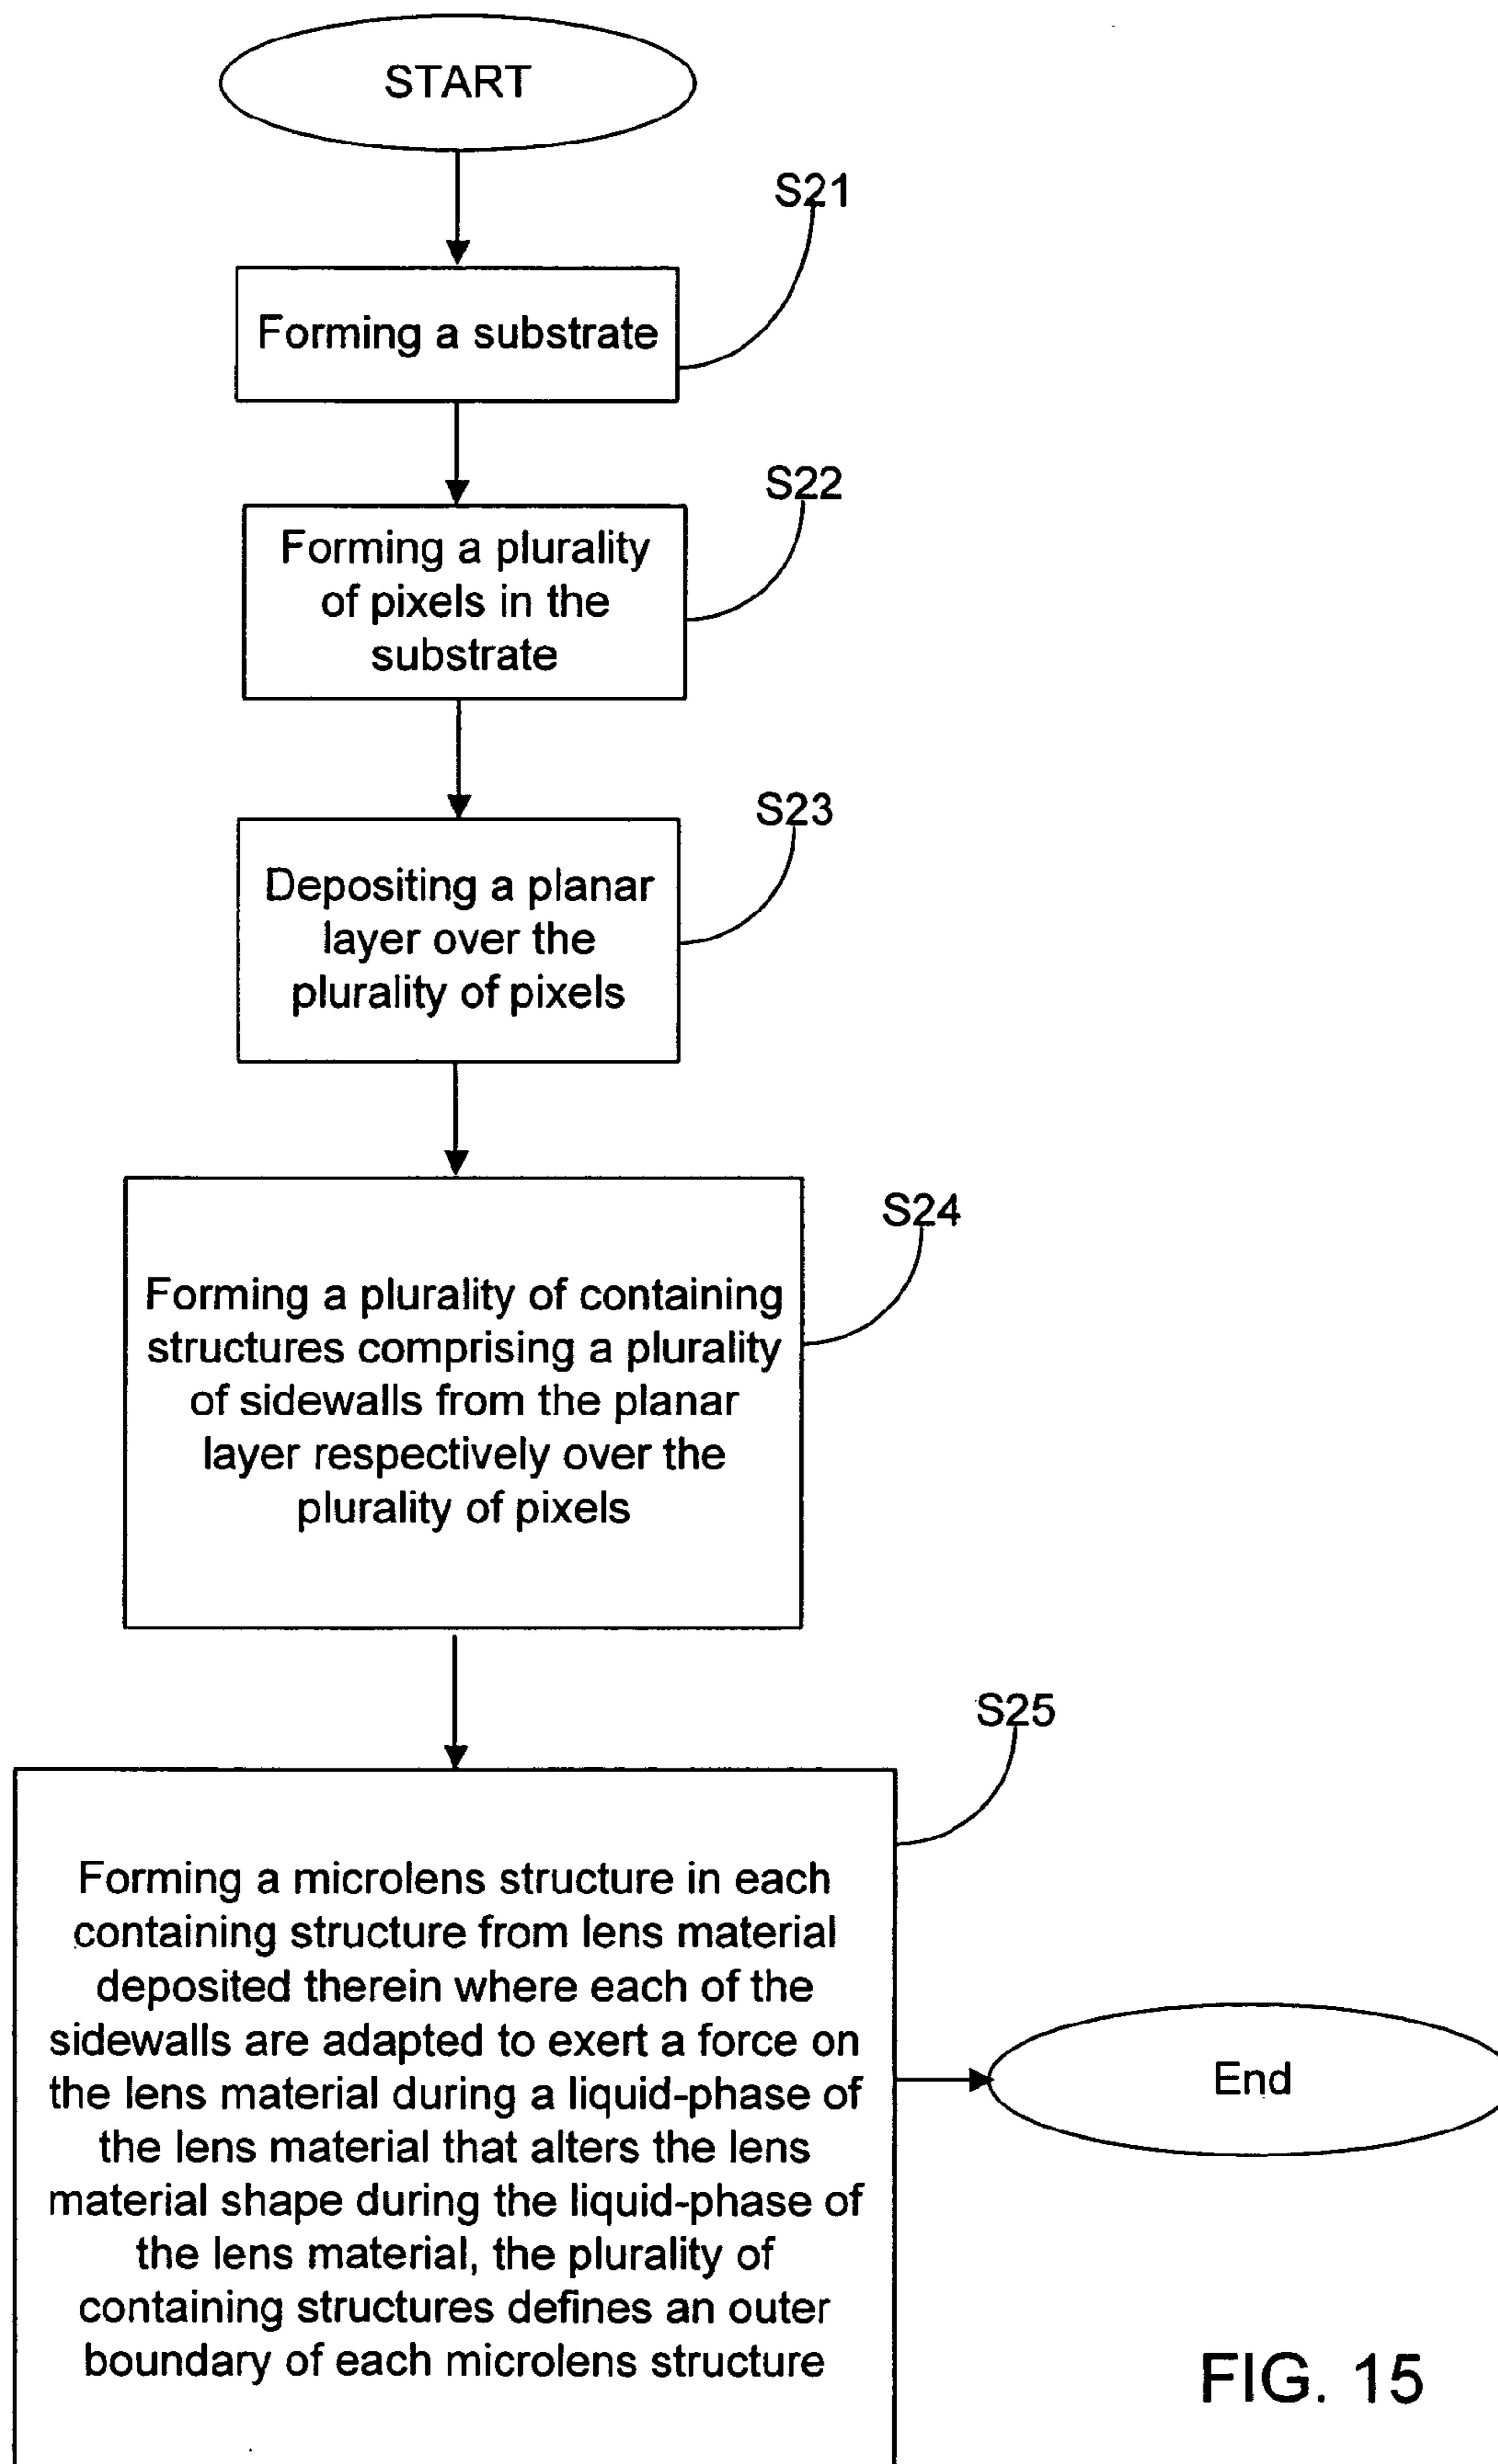 START
S21
Forming a substrate
S22
Forming a plurality
of pixels in the
substrate
S23
Depositing a planar
layer over the
plurality of pixels
S24
Forming a plurality of containing
structures comprising a plurality
of sidewalls from the planar
layer respectively over the
plurality of pixels
S25
Forming a microlens structure in each
containing structure from lens material
deposited therein where each of the
sidewalls are adapted to exert a force on
the lens material during a liquid-phase of
the lens material that alters the lens
material shape during the liquid-phase of
the lens material, the plurality of
containing structures defines an outer
boundary of each microlens structure
End
FIG. 15